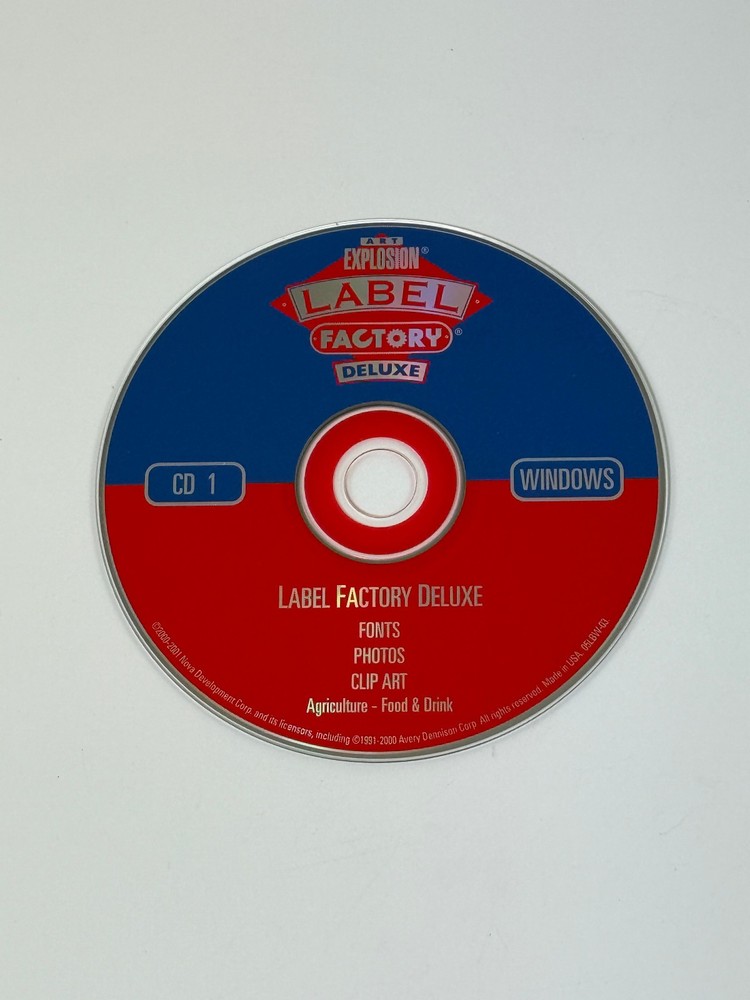 ART
EXPLOSION®
LABEL
FACTORY®
DELUXE
CD 1
WINDOWS
LABEL FACTORY DELUXE
FONTS
PHOTOS
CLIP ART
Agriculture - Food & Drink
©2000-2001 Nova Development Corp. and its licensors, including ©1991-2000 Avery Dennison Corp. All rights reserved. Made in USA. 05LBW-03